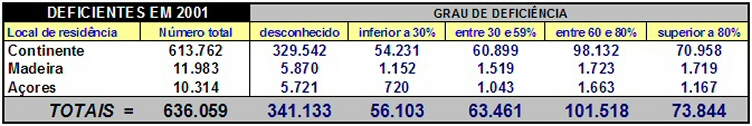 DEFICIENTES EM 2001 GRAU DE DEFICIÊNCIA
Local de residência Número total desconhecido inferior a 30% entre 30 e 59% entre 60 e 80% superior a 80%
Continente 613.762 329.542 54.231 60.899 98.132 70.958
Madeira 11.983 5.870 1.152 1.519 1.723 1.719
Açores 10.314 5.721 720 1.043 1.663 1.167
TOTAIS = 636.059 341.133 56.103 63.461 101.518 73.844